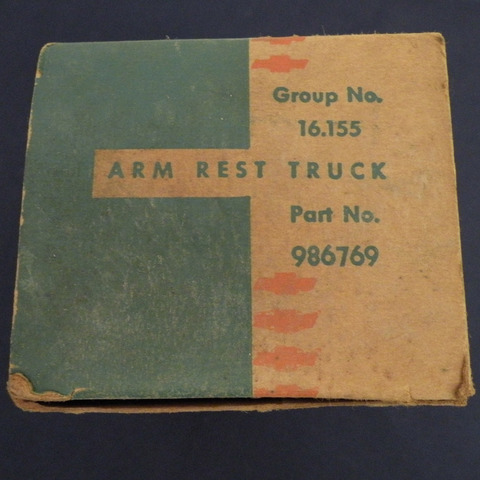 Group No.
16.155
ARM REST TRUCK
Part No.
986769